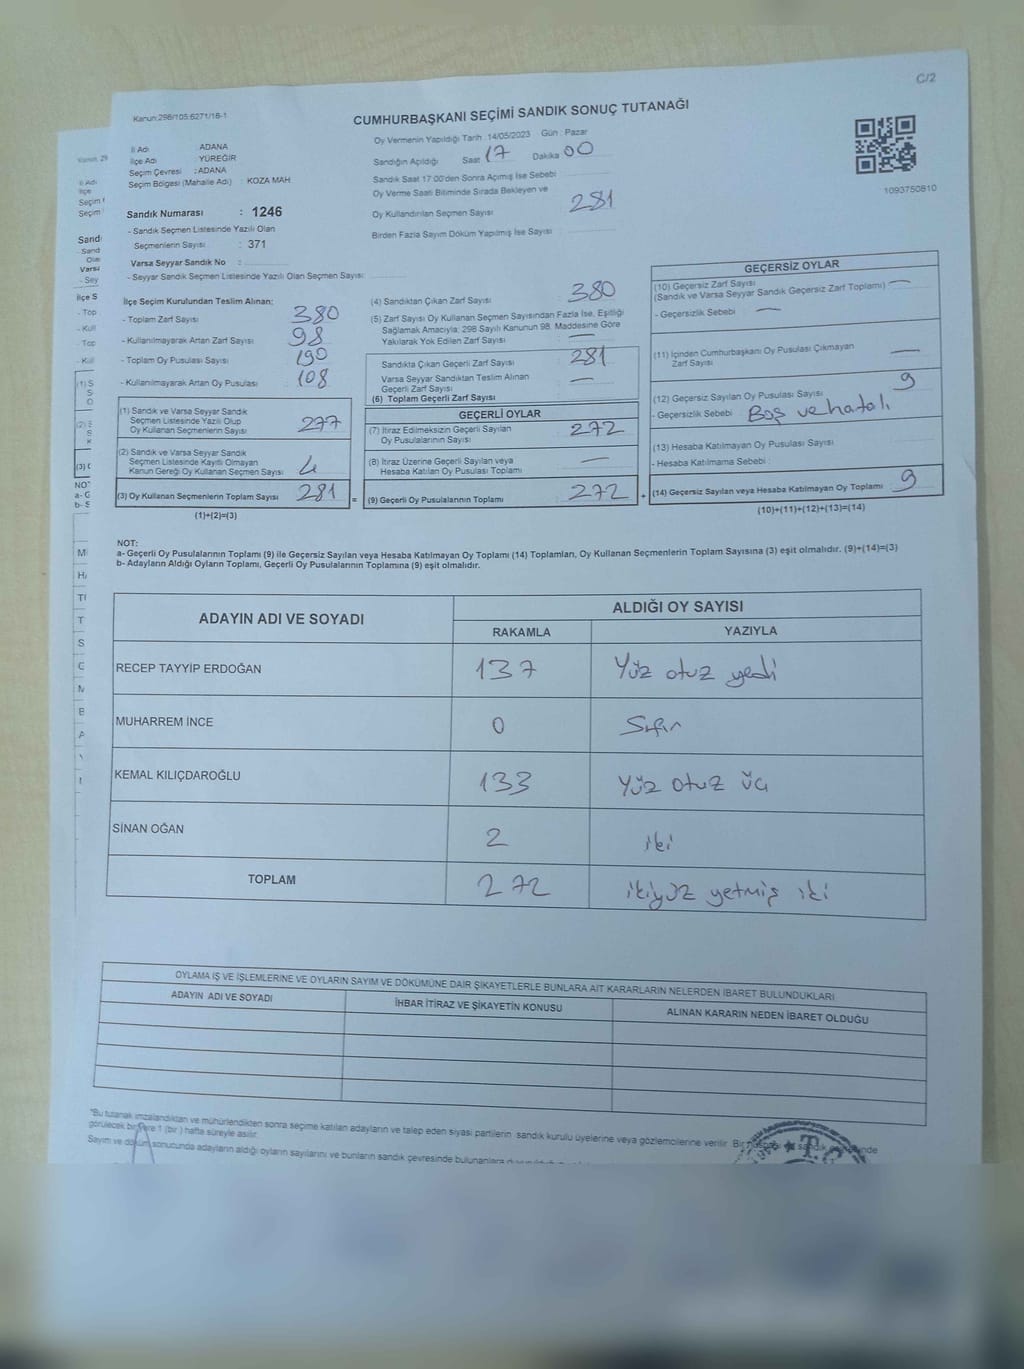 C/2
Kanun:298/105:6271/16-1
CUMHURBAŞKANI SEÇİMİ SANDIK SONUÇ TUTANAĞI
İl Adı ADANA
İlçe Adı YÜREĞİR
Seçim Çevresi : ADANA
Seçim Bölgesi (Mahalle Adı) : KOZA MAH
Sandık Numarası : 1246
- Sandık Seçmen Listesinde Yazılı Olan
Seçmenlerin Sayısı : 371
Varsa Seyyar Sandık No :
- Seyyar Sandık Seçmen Listesinde Yazılı Olan Seçmen Sayısı:
Oy Vermenin Yapıldığı Tarih : 14/05/2023 Gün : Pazar
Sandığın Açıldığı Saat 17 Dakika 00
Sandık Saat 17:00'den Sonra Açımış İse Sebebi
Oy Verme Saati Bitiminde Sırada Bekleyen ve
Oy Kullandırılan Seçmen Sayısı 281
Birden Fazla Sayım Döküm Yapılmış İse Sayısı :
1093750810
İlçe Seçim Kurulundan Teslim Alınan:
- Toplam Zarf Sayısı : 380
- Kullanılmayarak Artan Zarf Sayısı : 98
- Toplam Oy Pusulası Sayısı : 190
- Kullanılmayarak Artan Oy Pusulası : 108
(1) Sandık ve Varsa Seyyar Sandık
Seçmen Listesinde Yazılı Olup
Oy Kullanan Seçmenlerin Sayısı 277
(2) Sandık ve Varsa Seyyar Sandık
Seçmen Listesinde Kayıtlı Olmayan
Kanun Gereği Oy Kullanan Seçmen Sayısı 4
(3) Oy Kullanan Seçmenlerin Toplam Sayısı 281
(1)+(2)=(3)
(4) Sandıktan Çıkan Zarf Sayısı 380
(5) Zarf Sayısı Oy Kullanan Seçmen Sayısından Fazla İse, Eşitliği
Sağlamak Amacıyla; 298 Sayılı Kanunun 98. Maddesine Göre
Yakılarak Yok Edilen Zarf Sayısı —
Sandıkta Çıkan Geçerli Zarf Sayısı 281
Varsa Seyyar Sandıktan Teslim Alınan
Geçerli Zarf Sayısı —
(6) Toplam Geçerli Zarf Sayısı
GEÇERLİ OYLAR
(7) İtiraz Edilmeksizin Geçerli Sayılan
Oy Pusulalarının Sayısı 272
(8) İtiraz Üzerine Geçerli Sayılan veya
Hesaba Katılan Oy Pusulası Toplamı —
= (9) Geçerli Oy Pusulalarının Toplamı 272
GEÇERSİZ OYLAR
(10) Geçersiz Zarf Sayısı
(Sandık ve Varsa Seyyar Sandık Geçersiz Zarf Toplamı) —
- Geçersizlik Sebebi : —
(11) İçinden Cumhurbaşkanı Oy Pusulası Çıkmayan
Zarf Sayısı —
(12) Geçersiz Sayılan Oy Pusulası Sayısı 9
- Geçersizlik Sebebi Boş ve hatalı
(13) Hesaba Katılmayan Oy Pusulası Sayısı
- Hesaba Katılmama Sebebi :
+ (14) Geçersiz Sayılan veya Hesaba Katılmayan Oy Toplamı 9
(10)+(11)+(12)+(13)=(14)
NOT:
a- Geçerli Oy Pusulalarının Toplamı (9) ile Geçersiz Sayılan veya Hesaba Katılmayan Oy Toplamı (14) Toplamları, Oy Kullanan Seçmenlerin Toplam Sayısına (3) eşit olmalıdır. (9)+(14)=(3)
b- Adayların Aldığı Oyların Toplamı, Geçerli Oy Pusulalarının Toplamına (9) eşit olmalıdır.
ADAYIN ADI VE SOYADI ALDIĞI OY SAYISI
RAKAMLA YAZIYLA
RECEP TAYYİP ERDOĞAN 137 Yüz otuz yedi
MUHARREM İNCE 0 Sıfır
KEMAL KILIÇDAROĞLU 133 Yüz otuz üç
SİNAN OĞAN 2 iki
TOPLAM 272 ikiyüz yetmiş iki
OYLAMA İŞ VE İŞLEMLERİNE VE OYLARIN SAYIM VE DÖKÜMÜNE DAİR ŞİKAYETLERLE BUNLARA AİT KARARLARIN NELERDEN İBARET BULUNDUKLARI
ADAYIN ADI VE SOYADI İHBAR İTİRAZ VE ŞİKAYETİN KONUSU ALINAN KARARIN NEDEN İBARET OLDUĞU
"Bu tutanak imzalandıktan ve mühürlendikten sonra seçime katılan adayların ve talep eden siyasi partilerin sandık kurulu üyelerine veya gözlemcilerine verilir. Bir
görülecek bir yere 1 (bir) hafta süreyle asılır.
Sayım ve döküm sonucunda adayların aldığı oyların sayılarını ve bunların sandık çevresinde bulunanlara
T.C.